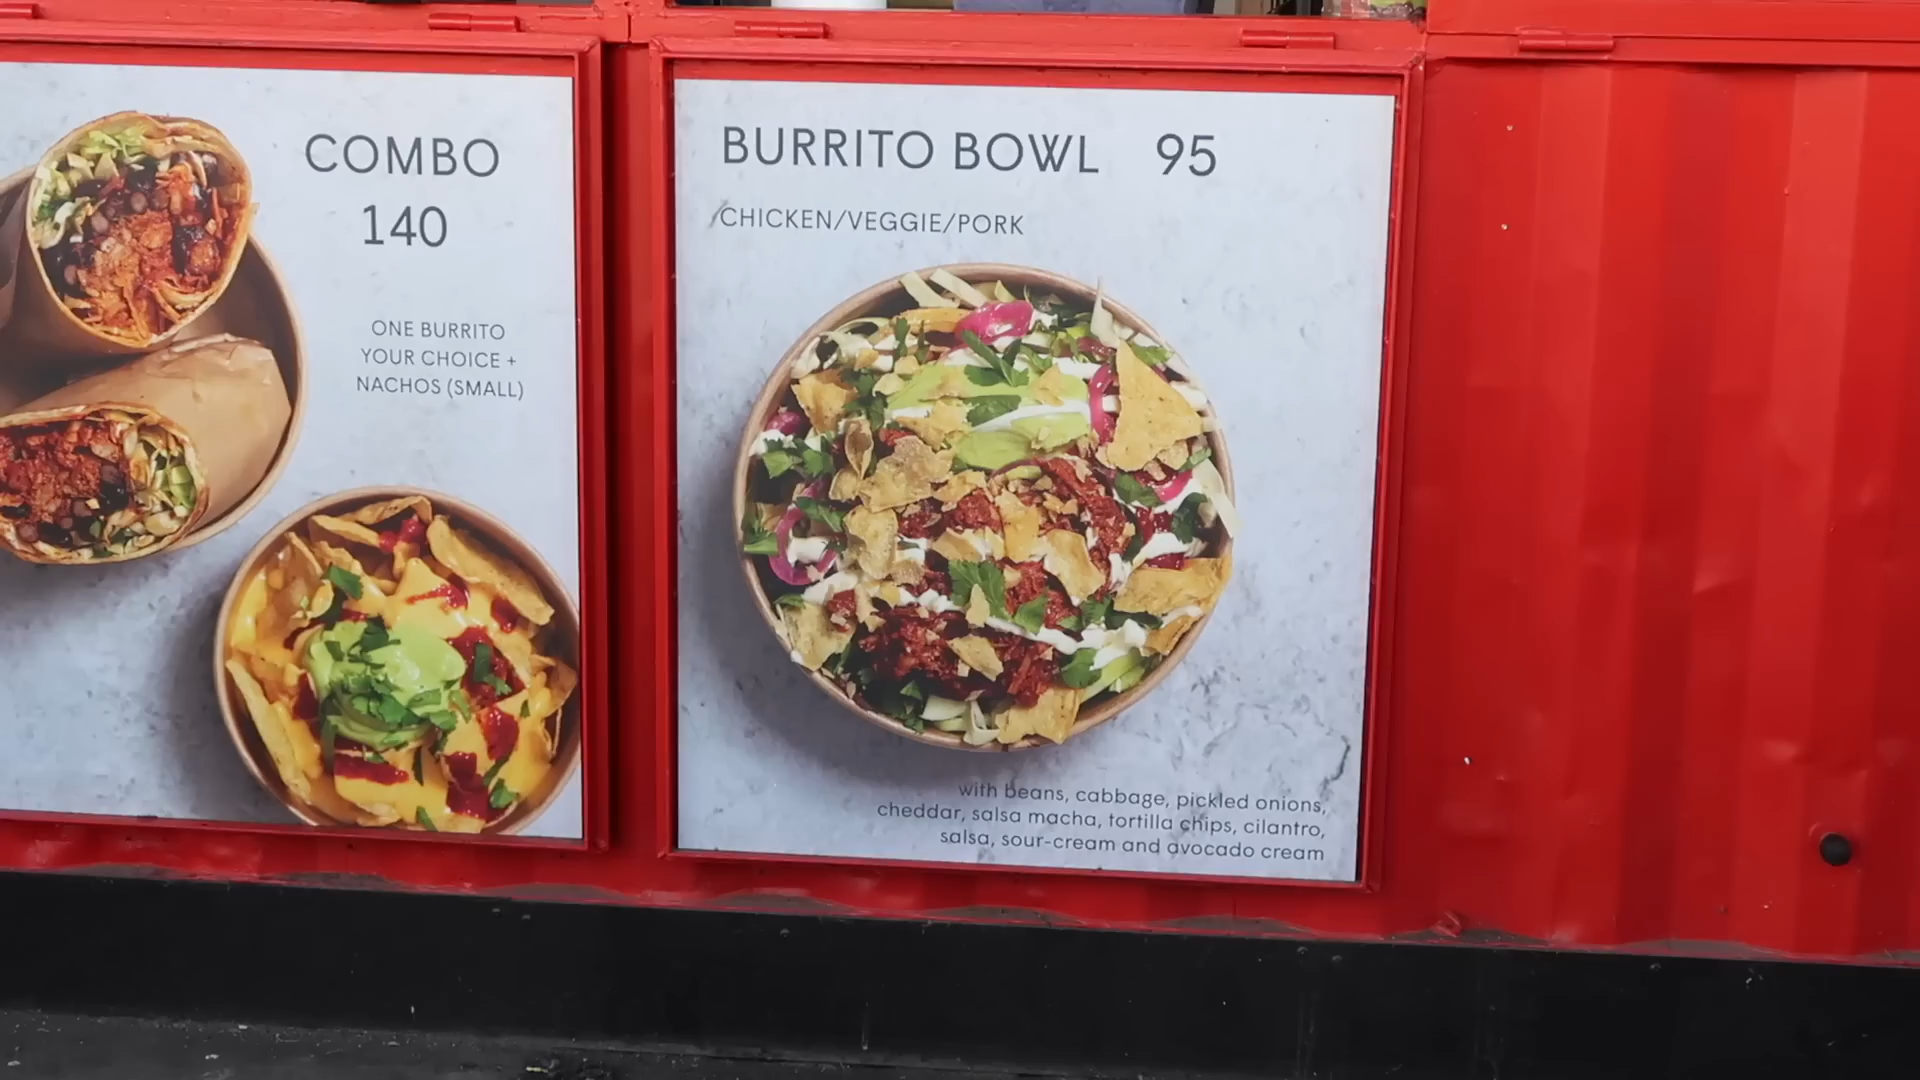 COMBO
140
ONE BURRITO
YOUR CHOICE +
NACHOS (SMALL)
BURRITO BOWL 95
CHICKEN/VEGGIE/PORK
with beans, cabbage, pickled onions,
cheddar, salsa macha, tortilla chips, cilantro,
salsa, sour-cream and avocado cream